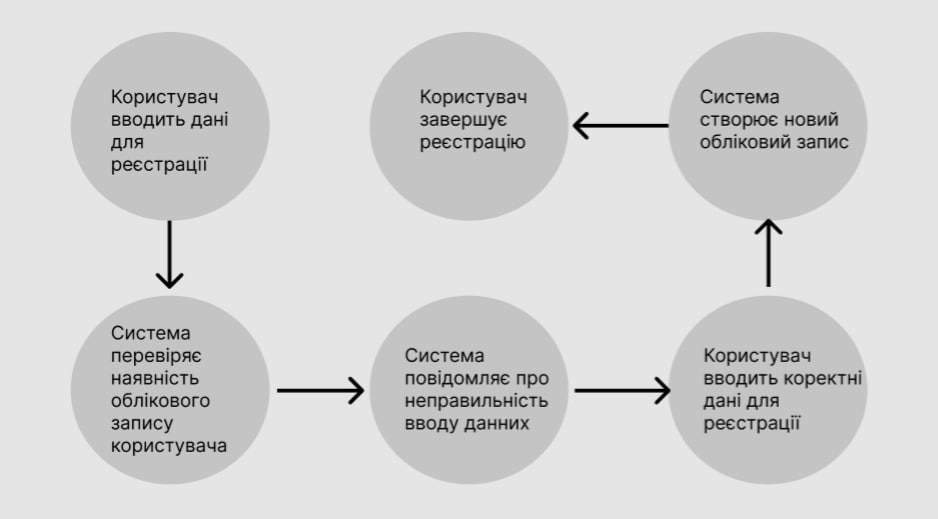 Користувач
вводить дані
для
реєстрації
Користувач
завершує
реєстрацію
Система
створює новий
обліковий запис
Система
перевіряє
наявність
облікового
запису
користувача
Система
повідомляє про
неправильність
вводу данних
Користувач
вводить коректні
дані для
реєстрації